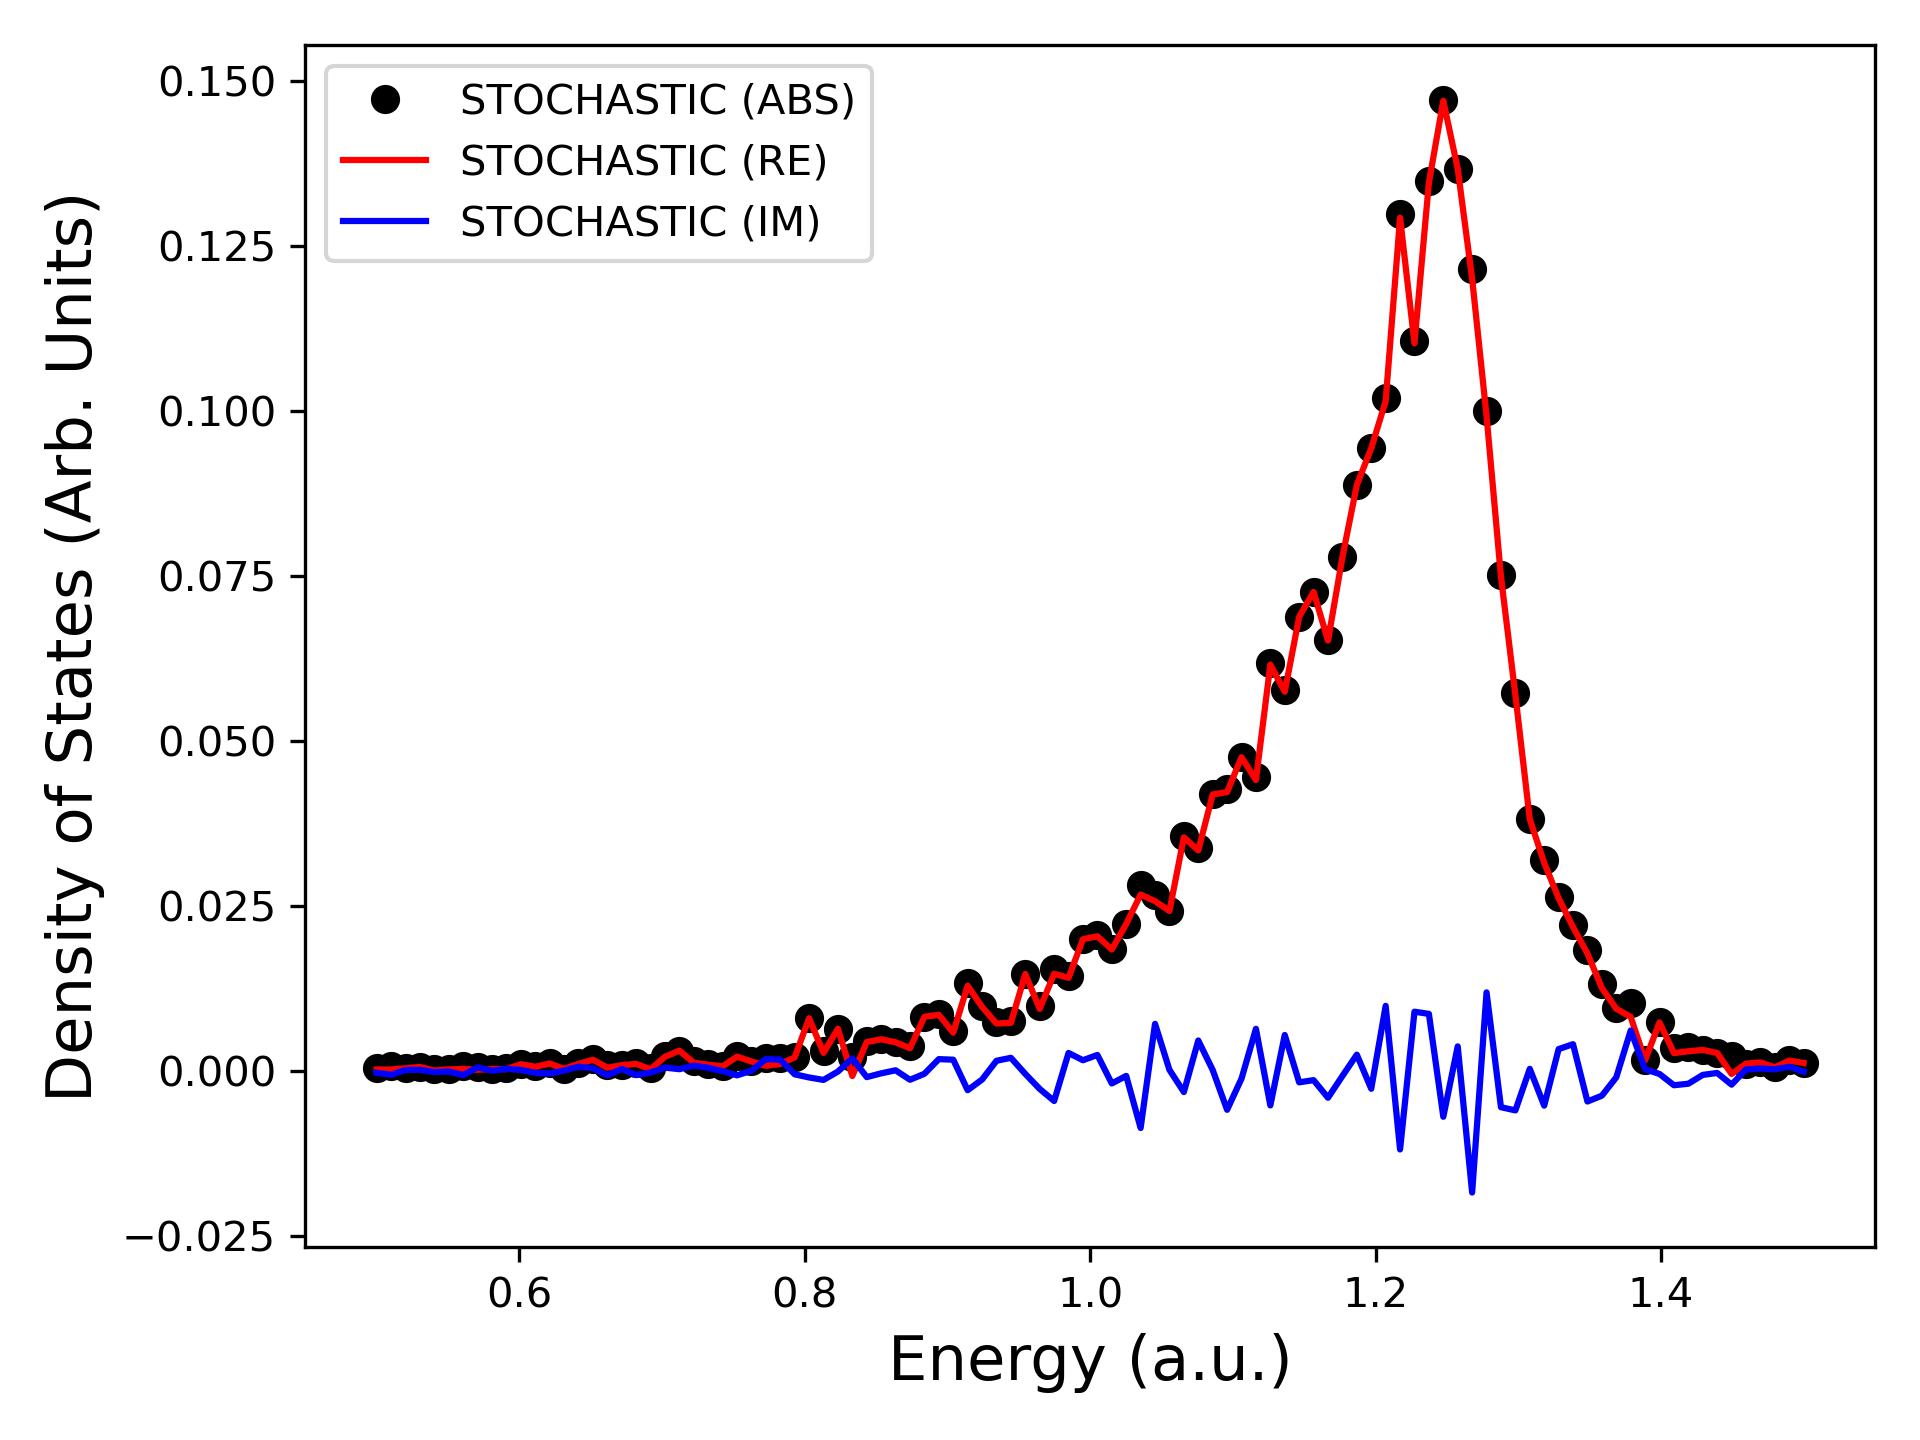 STOCHASTIC (ABS)
STOCHASTIC (RE)
STOCHASTIC (IM)
Density of States (Arb. Units)
0.150
0.125
0.100
0.075
0.050
0.025
0.000
−0.025
0.6 0.8 1.0 1.2 1.4
Energy (a.u.)